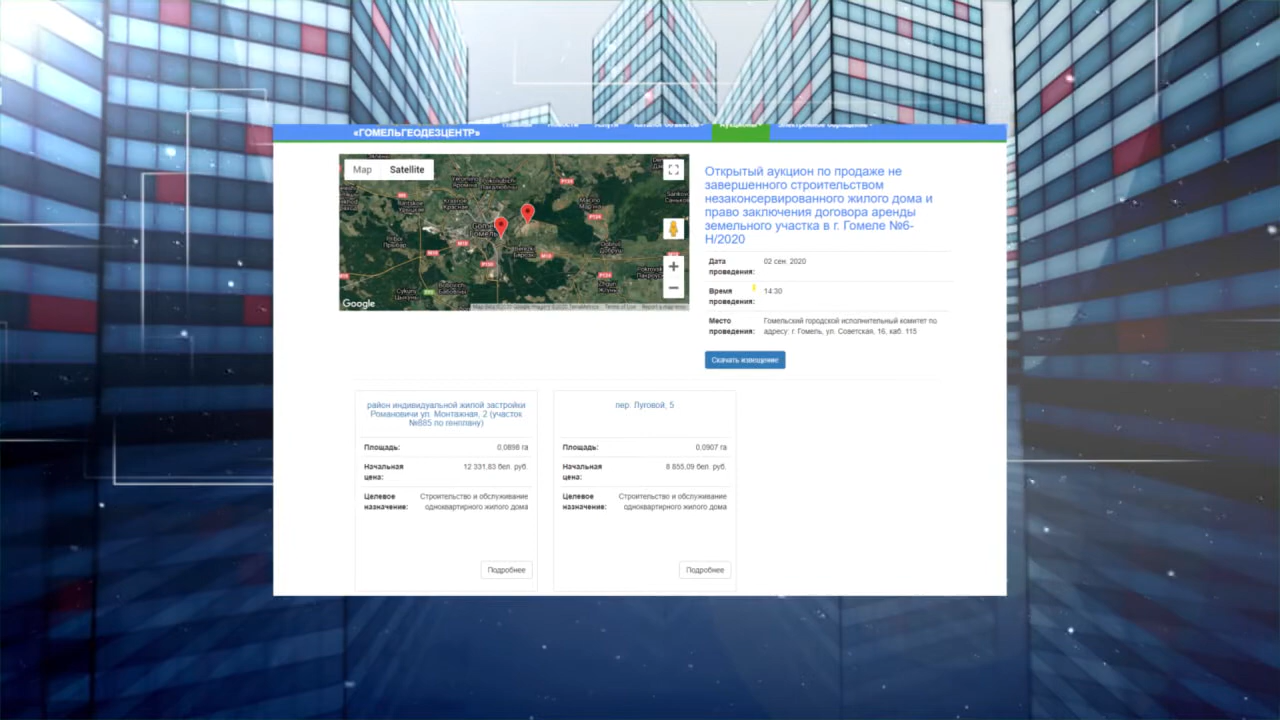 «ГОМЕЛЬГЕОДЕЗЦЕНТР»
Map
Satellite
Gomel
Гомель
Google
Открытый аукцион по продаже не
завершенного строительством
незаконсервированного жилого дома и
право заключения договора аренды
земельного участка в г. Гомеле №6-
Н/2020
Дата 02 сен. 2020
проведения:
Время 14:30
проведения:
Место Гомельский городской исполнительный комитет по
проведения: адресу: г. Гомель, ул. Советская, 16, каб. 115
Скачать извещение
район индивидуальной жилой застройки
Романовичи ул. Монтажная, 2 (участок
№885 по генплану)
Площадь: 0,0898 га
Начальная 12 331,83 бел. руб.
цена:
Целевое Строительство и обслуживание
назначение: одноквартирного жилого дома
Подробнее
пер. Луговой, 5
Площадь: 0,0907 га
Начальная 8 855,09 бел. руб.
цена:
Целевое Строительство и обслуживание
назначение: одноквартирного жилого дома
Подробнее